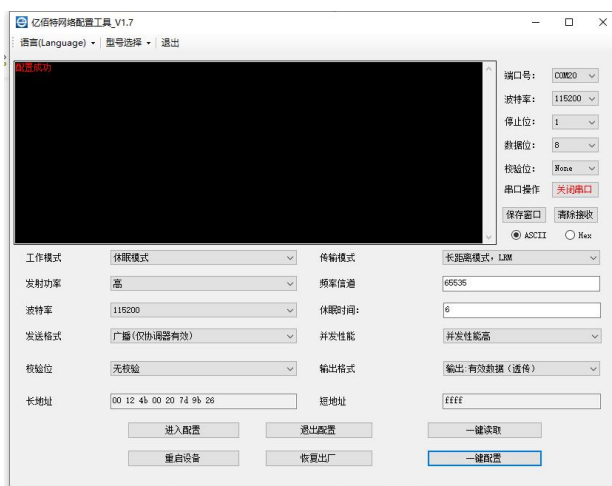 亿佰特网络配置工具_V1.7
语言(Language) 型号选择 退出
配置成功
端口号: COM20
波特率: 115200
停止位: 1
数据位: 8
校验位: None
串口操作 关闭串口
保存窗口 清除接收
ASCII Hex
工作模式 休眠模式 传输模式 长距离模式，LRM
发射功率 高 频率信道 65535
波特率 115200 休眠时间: 6
发送格式 广播(仅协调器有效) 并发性能 并发性能高
校验位 无校验 输出格式 输出:有效数据（透传）
长地址 00 12 4b 00 20 7d 9b 26 短地址 ffff
进入配置 退出配置 一键读取
重启设备 恢复出厂 一键配置